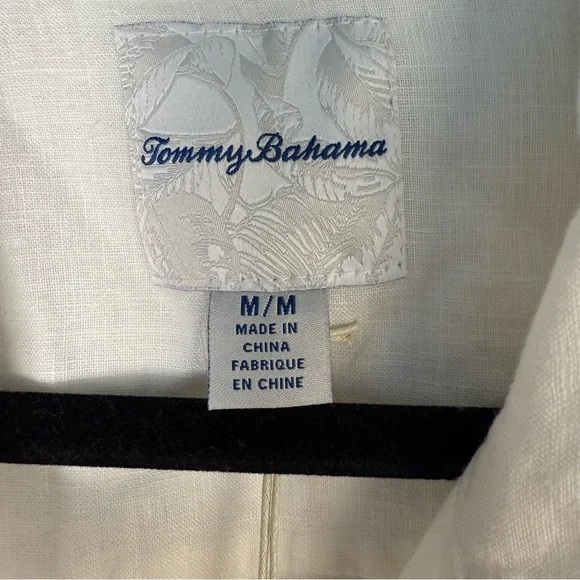 Tommy Bahama
M/M
MADE IN
CHINA
FABRIQUE
EN CHINE